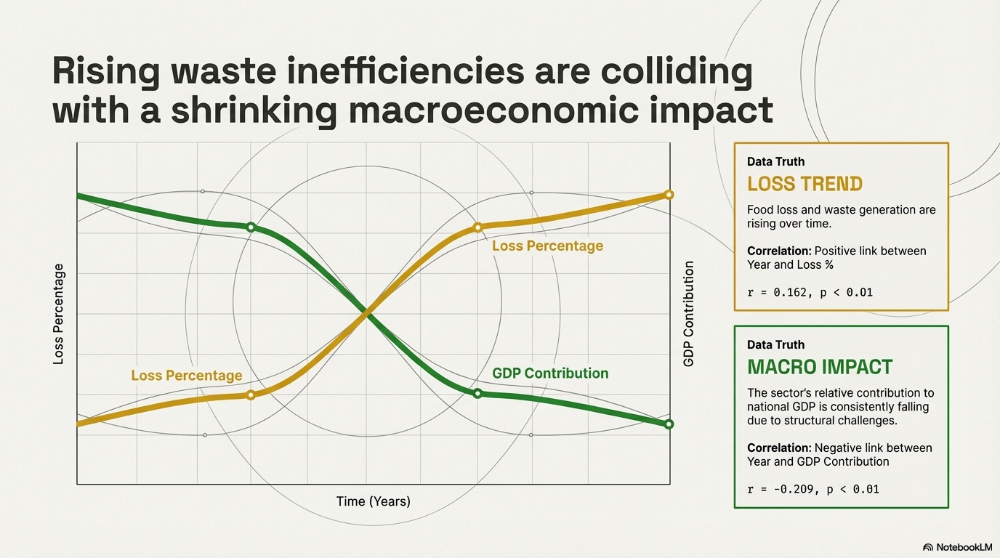 Rising waste inefficiencies are colliding
with a shrinking macroeconomic impact
Loss Percentage
Loss Percentage
Loss Percentage
GDP Contribution
GDP Contribution
Time (Years)
Data Truth
LOSS TREND
Food loss and waste generation are
rising over time.
Correlation: Positive link between
Year and Loss %
r = 0.162, p < 0.01
Data Truth
MACRO IMPACT
The sector's relative contribution to
national GDP is consistently falling
due to structural challenges.
Correlation: Negative link between
Year and GDP Contribution
r = -0.209, p < 0.01
NotebookLM